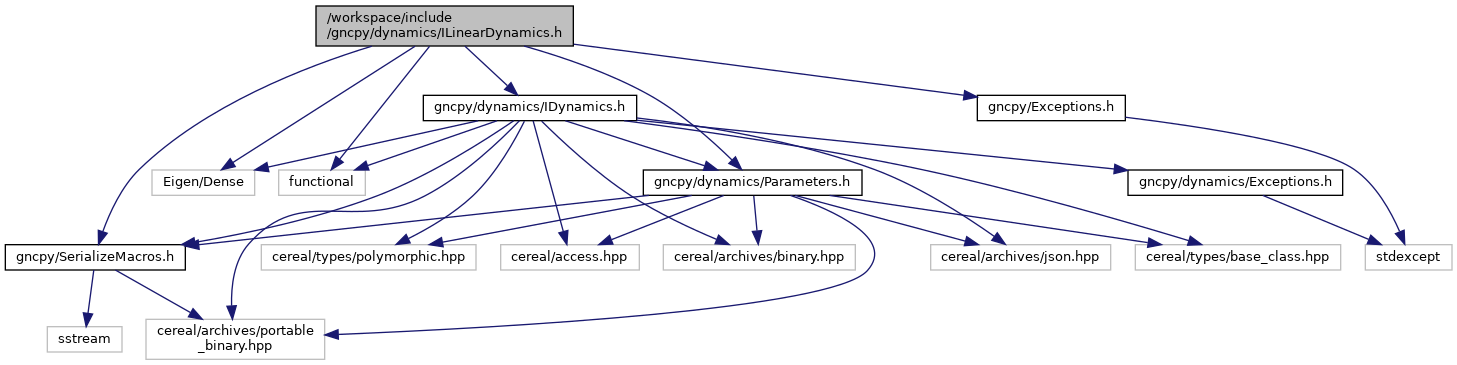 /workspace/include
/gncpy/dynamics/ILinearDynamics.h
gncpy/dynamics/IDynamics.h
gncpy/Exceptions.h
Eigen/Dense
functional
gncpy/dynamics/Parameters.h
gncpy/dynamics/Exceptions.h
gncpy/SerializeMacros.h
cereal/types/polymorphic.hpp
cereal/access.hpp
cereal/archives/binary.hpp
cereal/archives/json.hpp
cereal/types/base_class.hpp
stdexcept
sstream
cereal/archives/portable
_binary.hpp